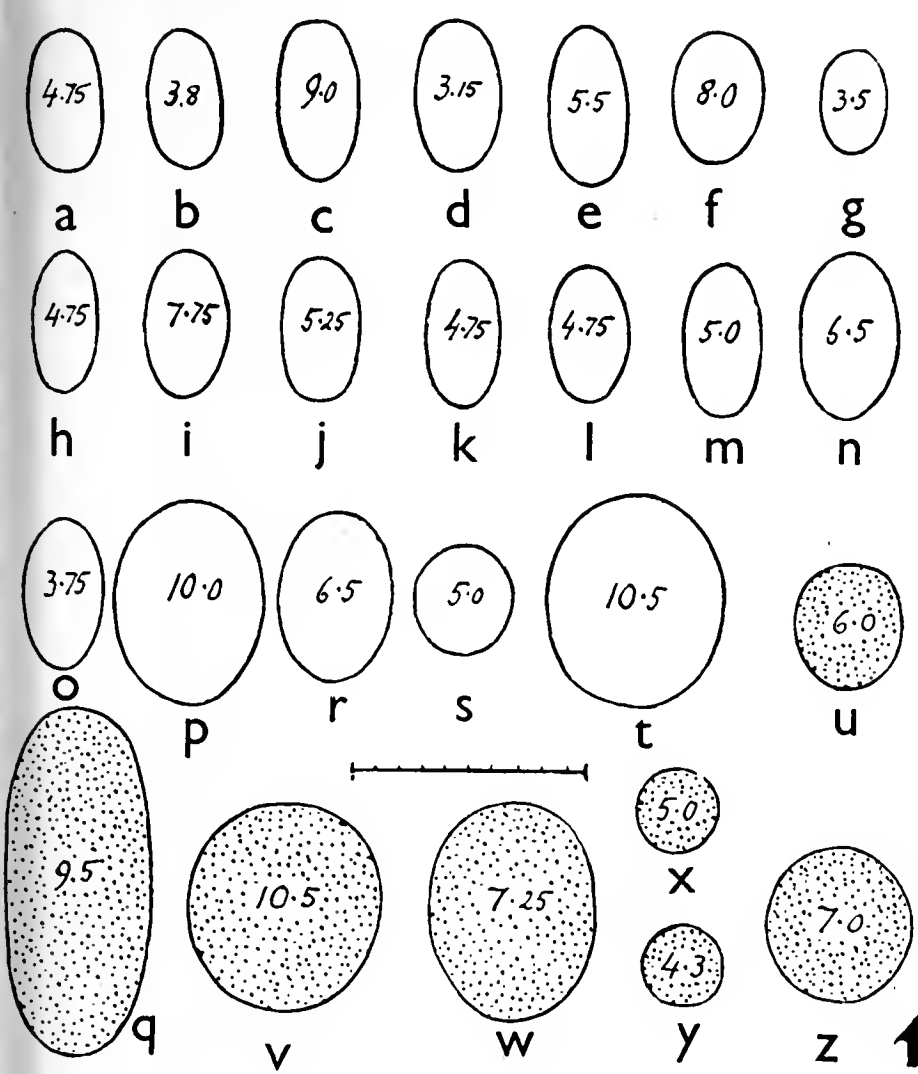 4.75 3.8 9.0 3.15 5.5 8.0 3.5
a b c d e f g
4.75 7.75 5.25 4.75 4.75 5.0 6.5
h i j k l m n
3.75 10.0 6.5 5.0 10.5 6.0
o p r s t u
9.5 10.5 7.25 5.0 7.0
x
4.3
q v w y z